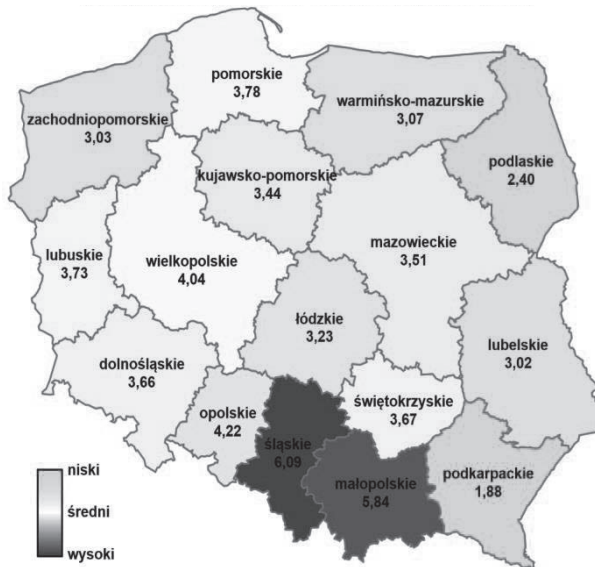 pomorskie
3,78
warmińsko-mazurskie
3,07
zachodniopomorskie
3,03
podlaskie
2,40
kujawsko-pomorskie
3,44
mazowieckie
3,51
lubuskie
3,73
wielkopolskie
4,04
łódzkie
3,23
lubelskie
3,02
dolnośląskie
3,66
opolskie
4,22
świętokrzyskie
3,67
śląskie
6,09
małopolskie
5,84
podkarpackie
1,88
niski
średni
wysoki